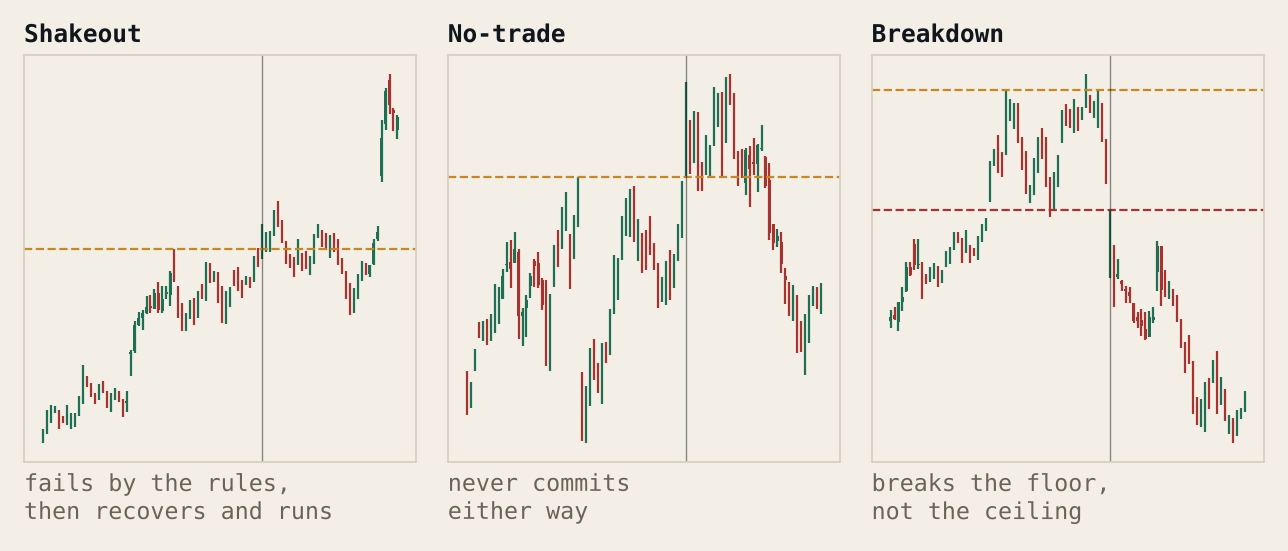 Shakeout
No-trade
Breakdown
fails by the rules,
then recovers and runs
never commits
either way
breaks the floor,
not the ceiling